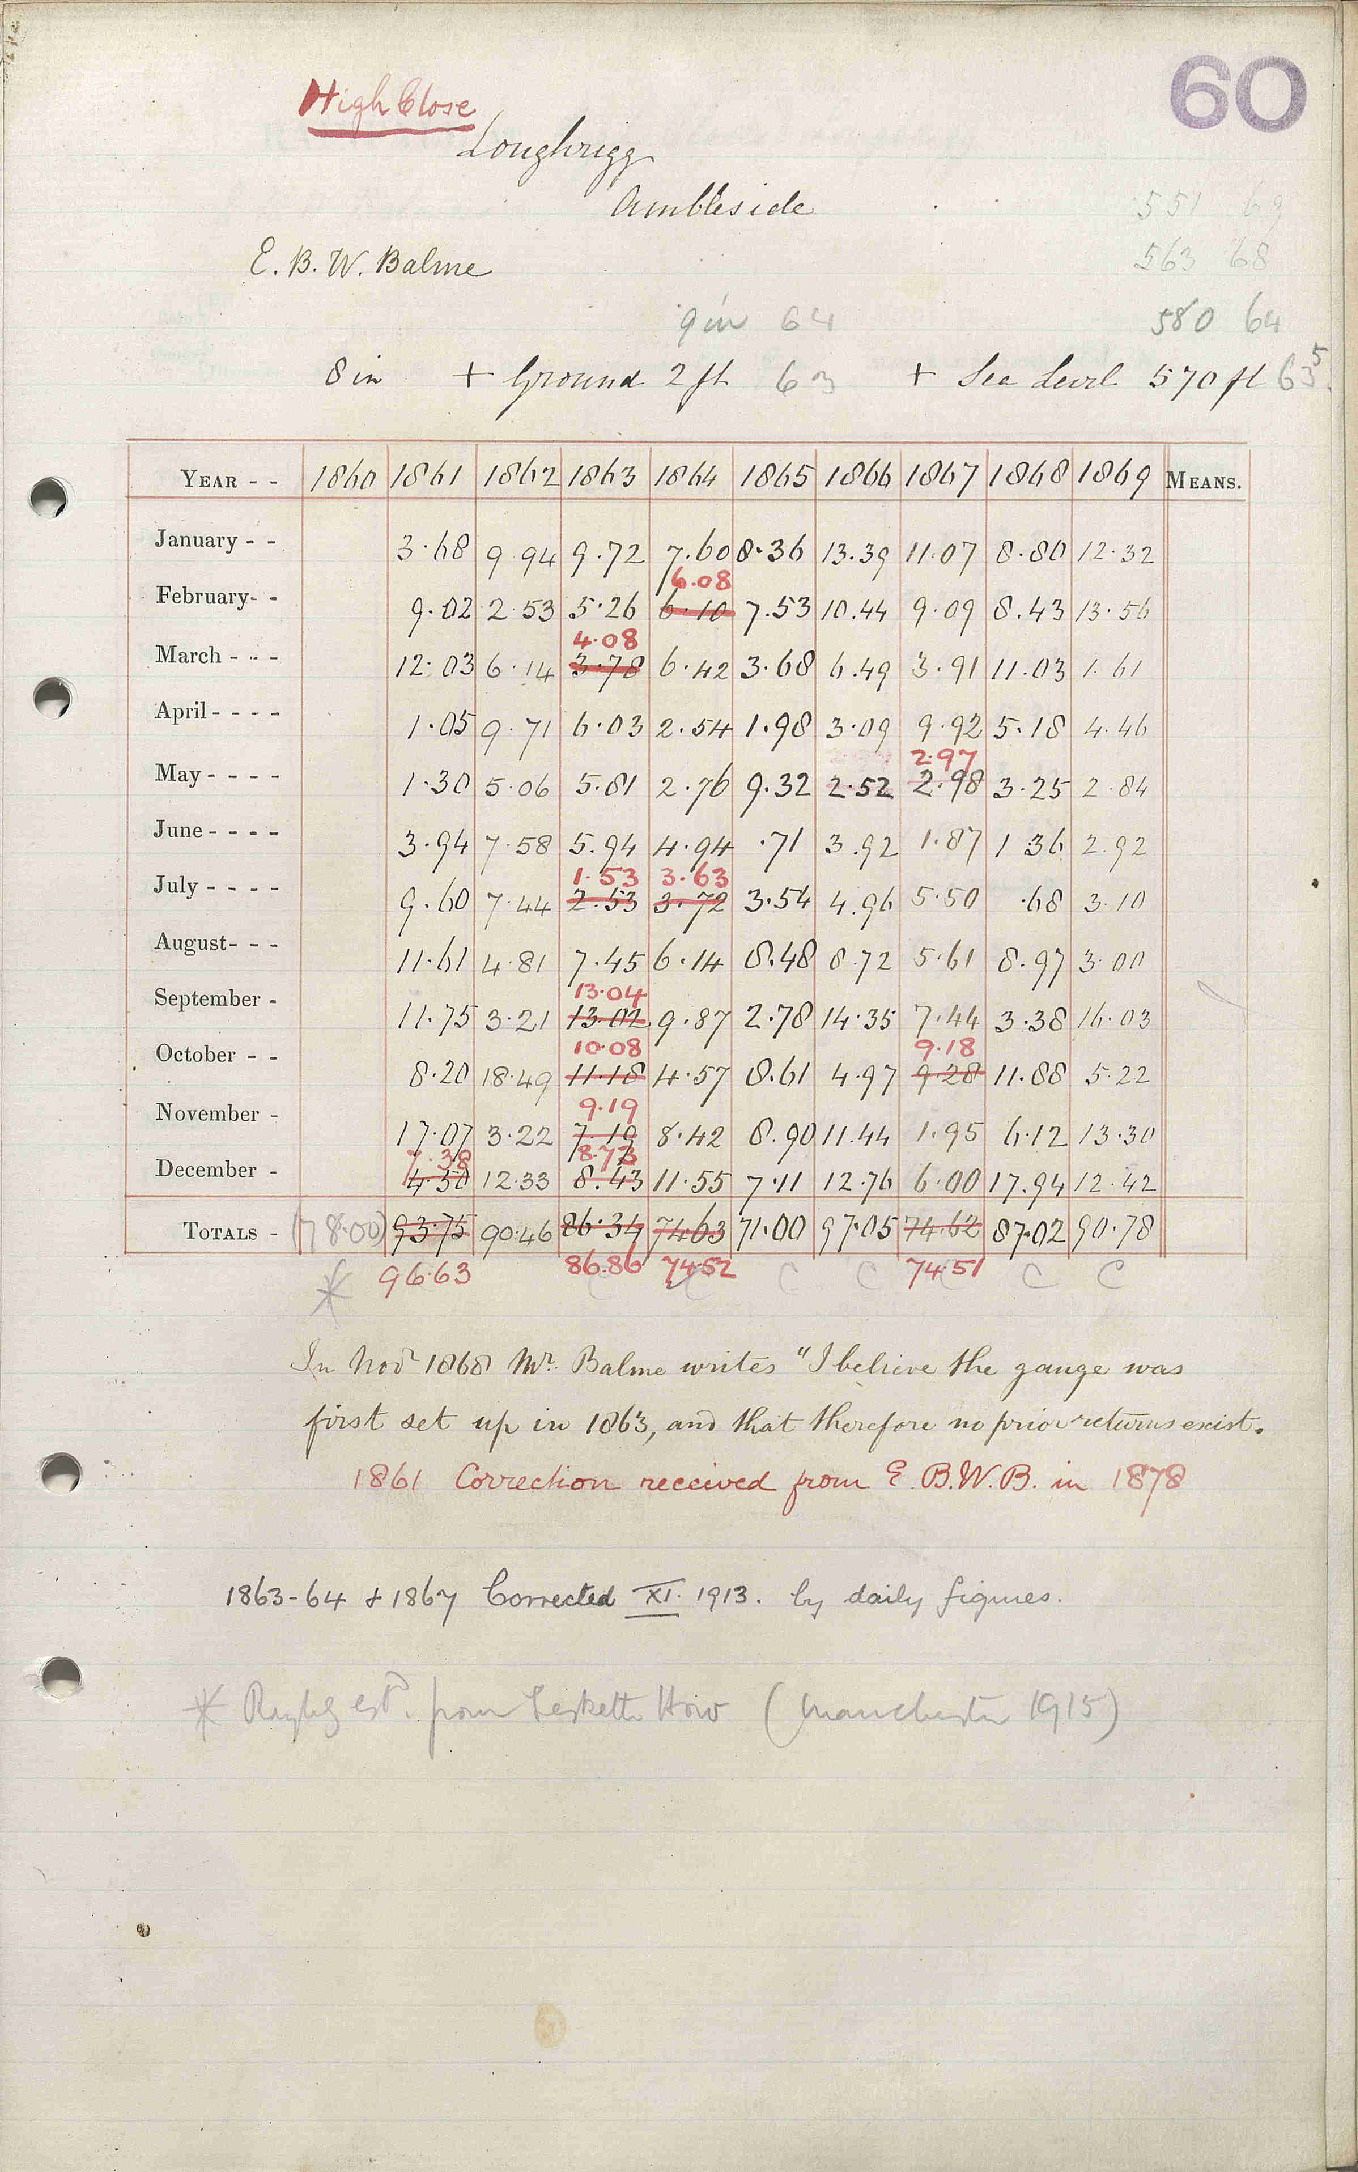 60
High Close
Loughrigg
Ambleside
551 69
E. B. W. Balme
563 68
9in 64 580 64
8 in + Ground 2 ft 63 + Sea Level 570 ft 63 5
YEAR - - 1860 1861 1862 1863 1864 1865 1866 1867 1868 1869 MEANS.
January - - 3.68 9.94 9.72 7.60 8.36 13.39 11.07 8.80 12.32
6.08
February- - 9.02 2.53 5.26 6.10 7.53 10.44 9.09 8.43 13.56
4.08
March - - - 12.03 6.14 3.78 6.42 3.68 6.49 3.91 11.03 1.61
April - - - - 1.05 9.71 6.03 2.54 1.98 3.09 9.92 5.18 4.46
2.97
May - - - - 1.30 5.06 5.81 2.76 9.32 2.52 2.98 3.25 2.84
June - - - - 3.94 7.58 5.94 4.94 .71 3.92 1.87 1 36 2.92
1.53 3.63
July - - - - 9.60 7.44 2.53 3.72 3.54 4.96 5.50 .68 3.10
August- - - 11.61 4.81 7.45 6.14 8.48 8.72 5.61 8.97 3.00
13.04
September - 11.75 3.21 13.02 9.87 2.78 14.35 7.44 3.38 16.03
10.08 9.18
October - - 8.20 18.49 11.18 4.57 8.61 4.97 9.28 11.88 5.22
9.19
November - 17.07 3.22 7.19 8.42 8.90 11.44 1.95 6.12 13.30
7.38 8.73
December - 4.50 12.33 8.43 11.55 7.11 12.76 6.00 17.94 12.42
TOTALS - (78.00) 93.75 90.46 86.34 74.63 71.00 97.05 74.62 87.02 90.78
* 96.63 86.86 74.52 C C 74.51 C C
In Novr 1868 Mr. Balme writes "I believe the gauge was
first set up in 1863, and that therefore no prior returns exist.
1861 Correction received from E. B. W. B. in 1878
1863-64 + 1867 Corrected XI. 1913. by daily figures.
* Roughly estd. from Lesketh How (Manchester 1915)